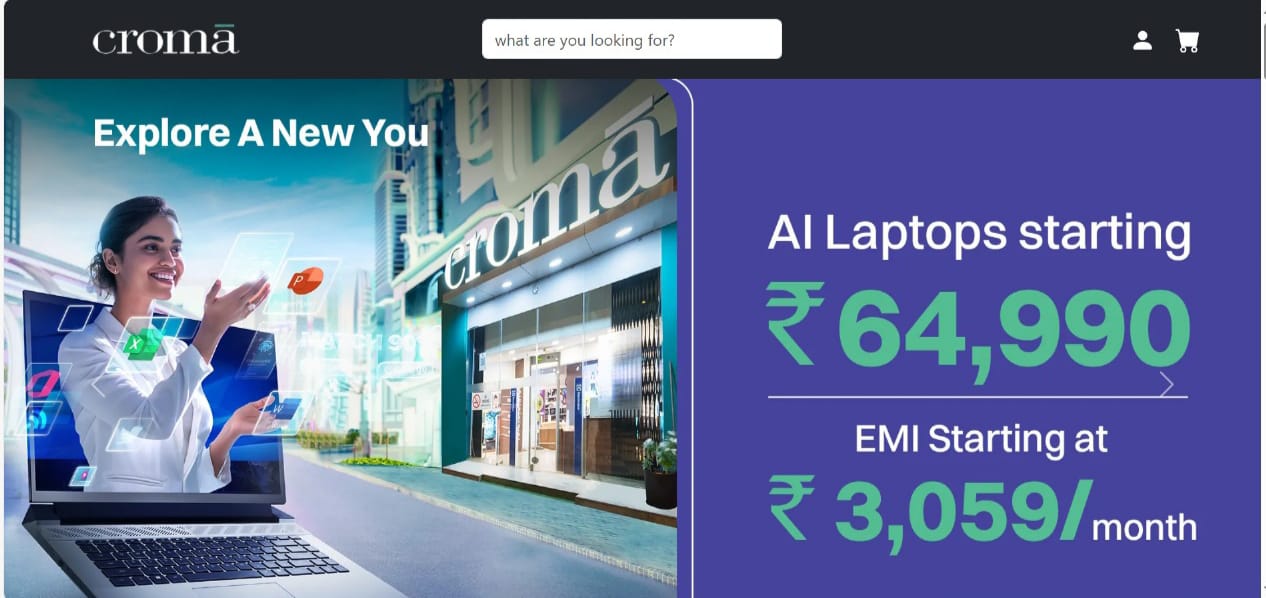 cromā
what are you looking for?
Explore A New You
cromā
P
X
W
AI Laptops starting
₹64,990
EMI Starting at
₹ 3,059/month